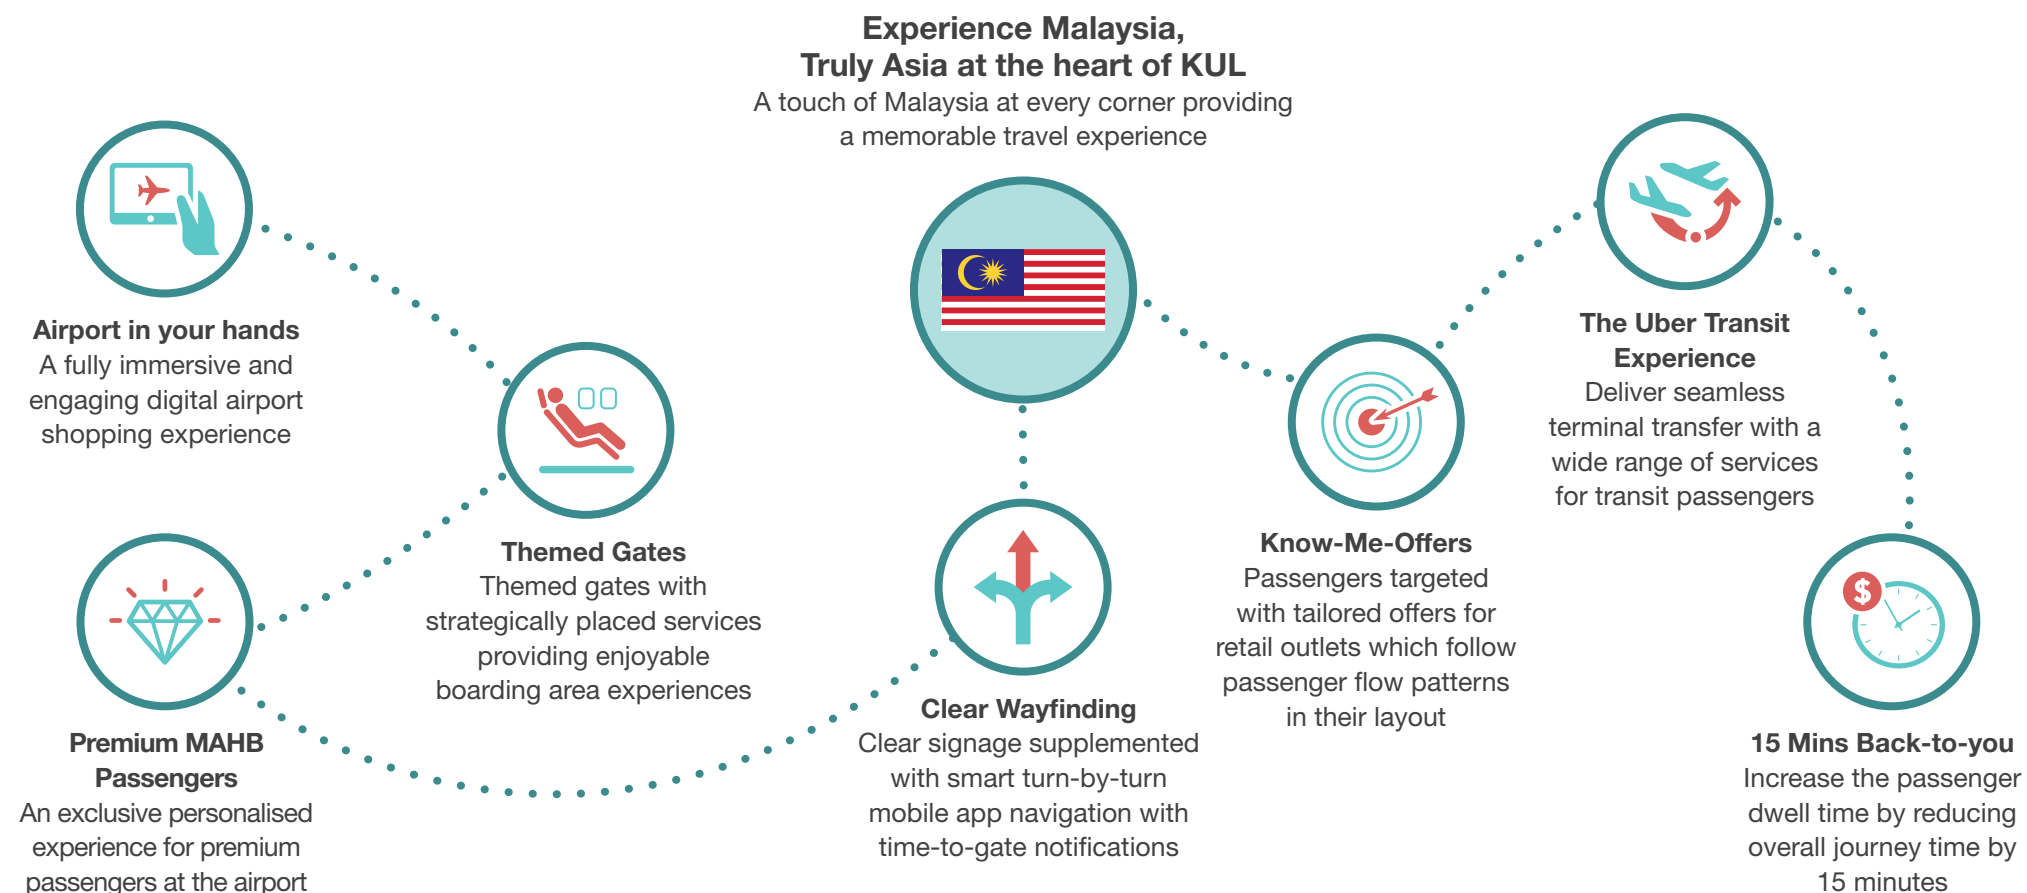 Experience Malaysia,
Truly Asia at the heart of KUL
A touch of Malaysia at every corner providing
a memorable travel experience
Airport in your hands
A fully immersive and
engaging digital airport
shopping experience
Themed Gates
Themed gates with
strategically placed services
providing enjoyable
boarding area experiences
Premium MAHB
Passengers
An exclusive personalised
experience for premium
passengers at the airport
Clear Wayfinding
Clear signage supplemented
with smart turn-by-turn
mobile app navigation with
time-to-gate notifications
Know-Me-Offers
Passengers targeted
with tailored offers for
retail outlets which follow
passenger flow patterns
in their layout
The Uber Transit
Experience
Deliver seamless
terminal transfer with a
wide range of services
for transit passengers
$
15 Mins Back-to-you
Increase the passenger
dwell time by reducing
overall journey time by
15 minutes